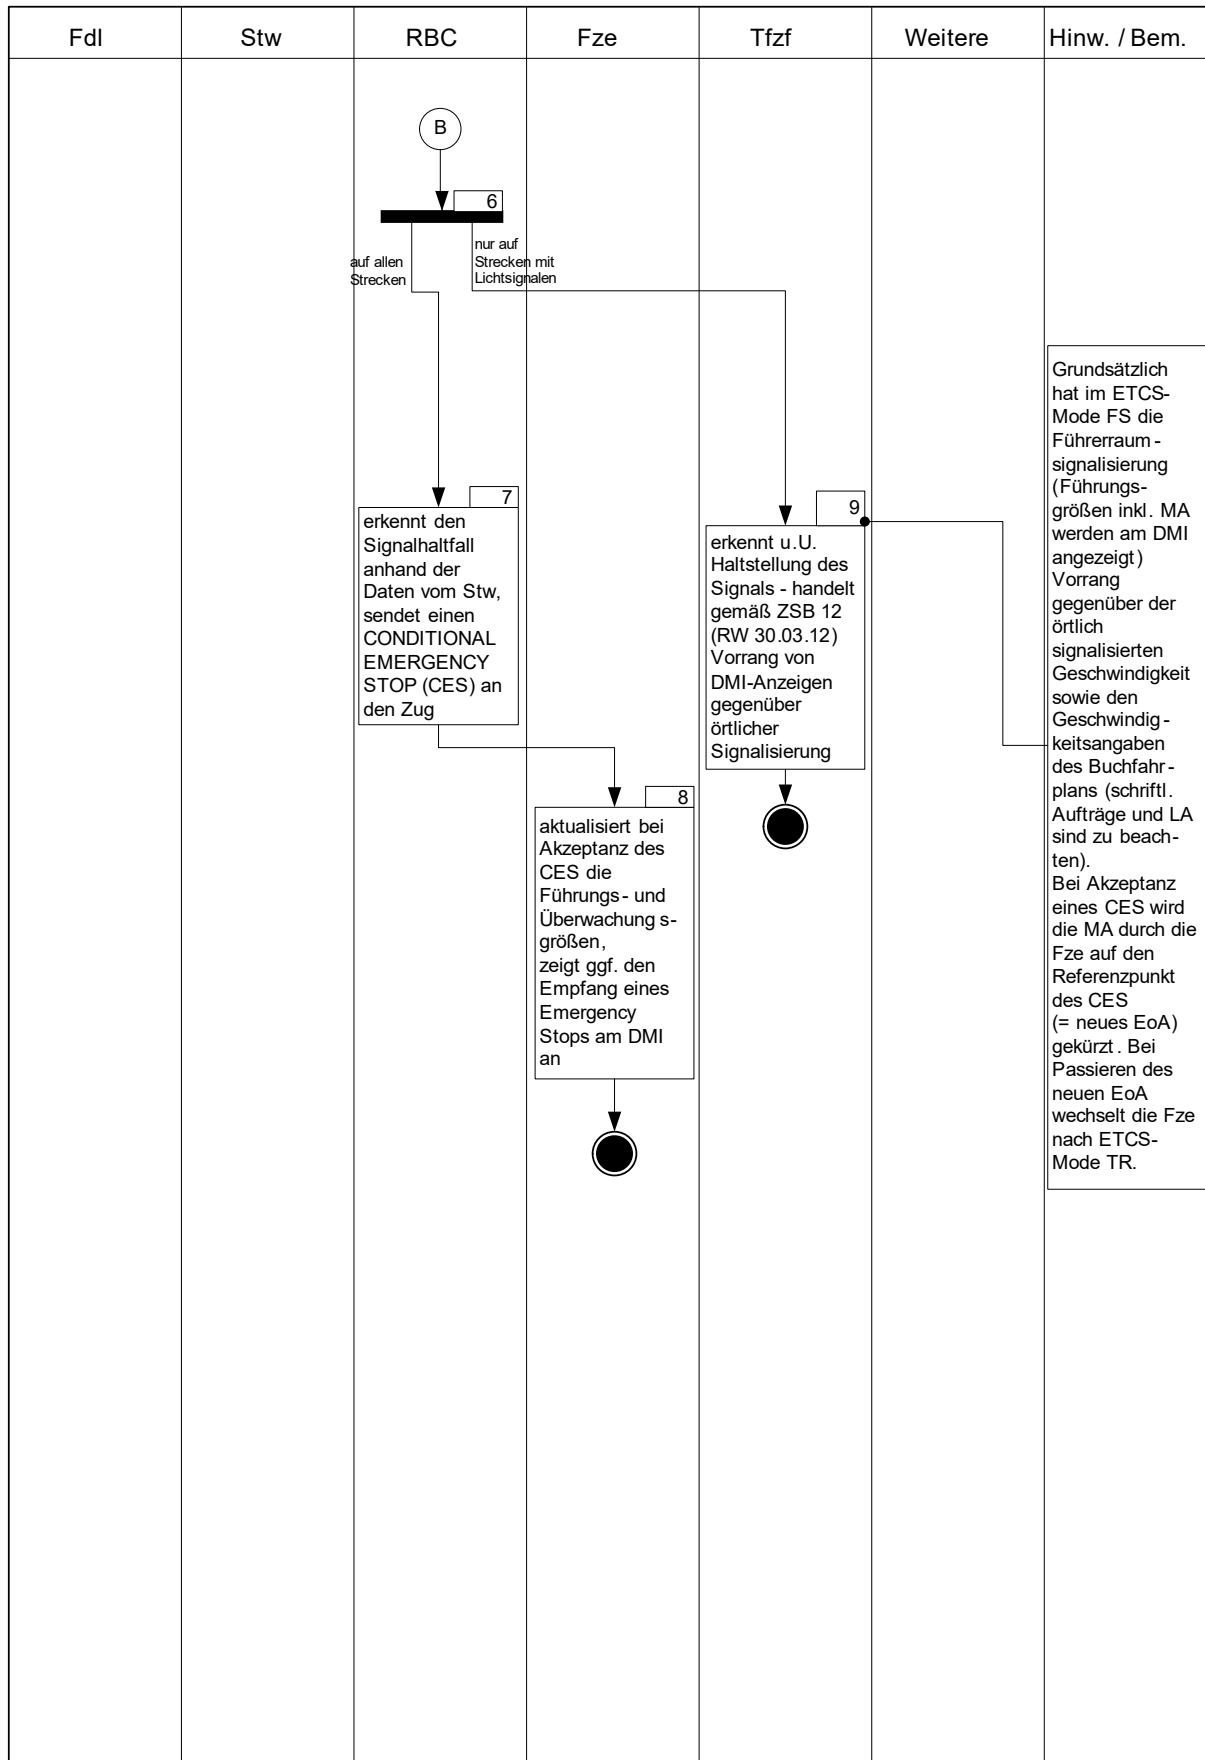 Fdl
Stw
RBC
Fze
Tfzf
Weitere
Hinw. / Bem.
B
6
auf allen
Strecken
nur auf
Strecken mit
Lichtsignalen
7
erkennt den
Signalhaltfall
anhand der
Daten vom Stw,
sendet einen
CONDITIONAL
EMERGENCY
STOP (CES) an
den Zug
8
aktualisiert bei
Akzeptanz des
CES die
Führungs- und
Überwachung s-
größen,
zeigt ggf. den
Empfang eines
Emergency
Stops am DMI
an
9
erkennt u.U.
Haltstellung des
Signals - handelt
gemäß ZSB 12
(RW 30.03.12)
Vorrang von
DMI-Anzeigen
gegenüber
örtlicher
Signalisierung
Grundsätzlich
hat im ETCS-
Mode FS die
Führerraum-
signalisierung
(Führungs-
größen inkl. MA
werden am DMI
angezeigt)
Vorrang
gegenüber der
örtlich
signalisierten
Geschwindigkeit
sowie den
Geschwindig-
keitsangaben
des Buchfahr-
plans (schriftl.
Aufträge und LA
sind zu beach-
ten).
Bei Akzeptanz
eines CES wird
die MA durch die
Fze auf den
Referenzpunkt
des CES
(= neues EoA)
gekürzt. Bei
Passieren des
neuen EoA
wechselt die Fze
nach ETCS-
Mode TR.